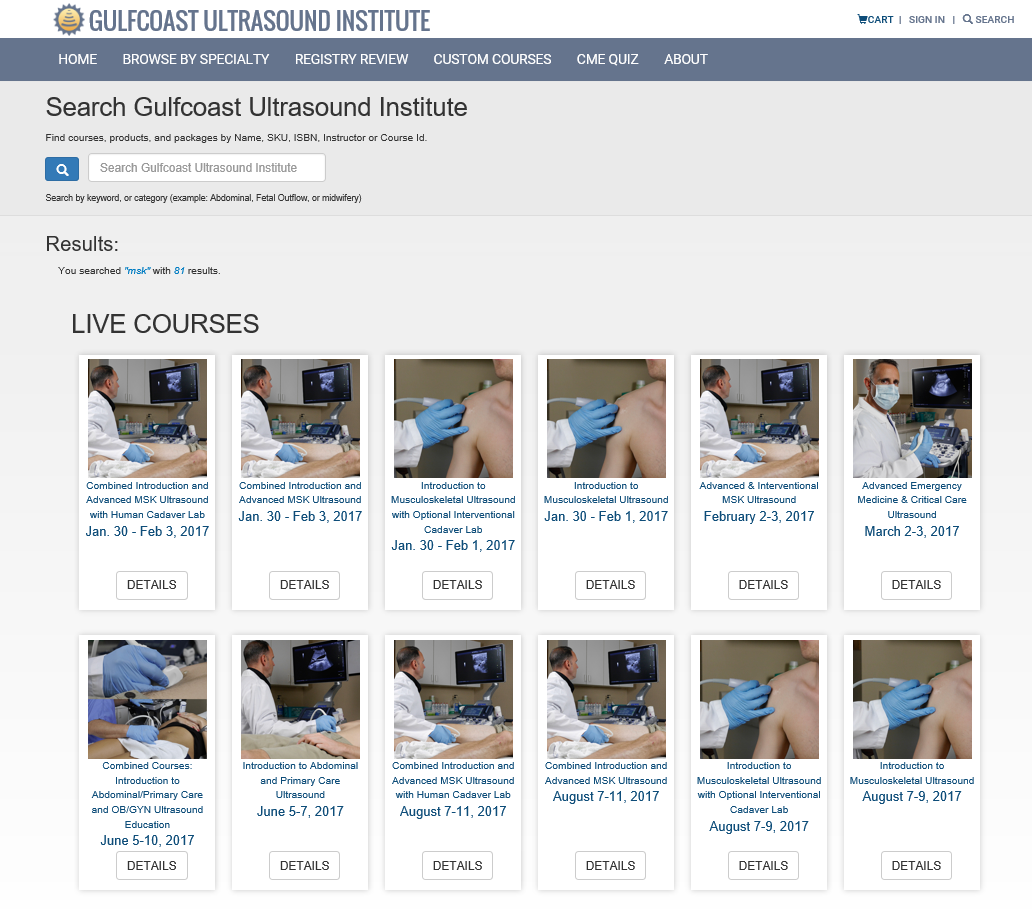 GULFCOAST ULTRASOUND INSTITUTE
CART | SIGN IN | SEARCH
HOME BROWSE BY SPECIALTY REGISTRY REVIEW CUSTOM COURSES CME QUIZ ABOUT
Search Gulfcoast Ultrasound Institute
Find courses, products, and packages by Name, SKU, ISBN, Instructor or Course Id.
Search Gulfcoast Ultrasound Institute
Search by keyword, or category (example: Abdominal, Fetal Outflow, or midwifery)
Results:
You searched "msk" with 81 results.
LIVE COURSES
Combined Introduction and
Advanced MSK Ultrasound
with Human Cadaver Lab
Jan. 30 - Feb 3, 2017
DETAILS
Combined Introduction and
Advanced MSK Ultrasound
Jan. 30 - Feb 3, 2017
DETAILS
Introduction to
Musculoskeletal Ultrasound
with Optional Interventional
Cadaver Lab
Jan. 30 - Feb 1, 2017
DETAILS
Introduction to
Musculoskeletal Ultrasound
Jan. 30 - Feb 1, 2017
DETAILS
Advanced & Interventional
MSK Ultrasound
February 2-3, 2017
DETAILS
Advanced Emergency
Medicine & Critical Care
Ultrasound
March 2-3, 2017
DETAILS
Combined Courses:
Introduction to
Abdominal/Primary Care
and OB/GYN Ultrasound
Education
June 5-10, 2017
DETAILS
Introduction to Abdominal
and Primary Care
Ultrasound
June 5-7, 2017
DETAILS
Combined Introduction and
Advanced MSK Ultrasound
with Human Cadaver Lab
August 7-11, 2017
DETAILS
Combined Introduction and
Advanced MSK Ultrasound
August 7-11, 2017
DETAILS
Introduction to
Musculoskeletal Ultrasound
with Optional Interventional
Cadaver Lab
August 7-9, 2017
DETAILS
Introduction to
Musculoskeletal Ultrasound
August 7-9, 2017
DETAILS